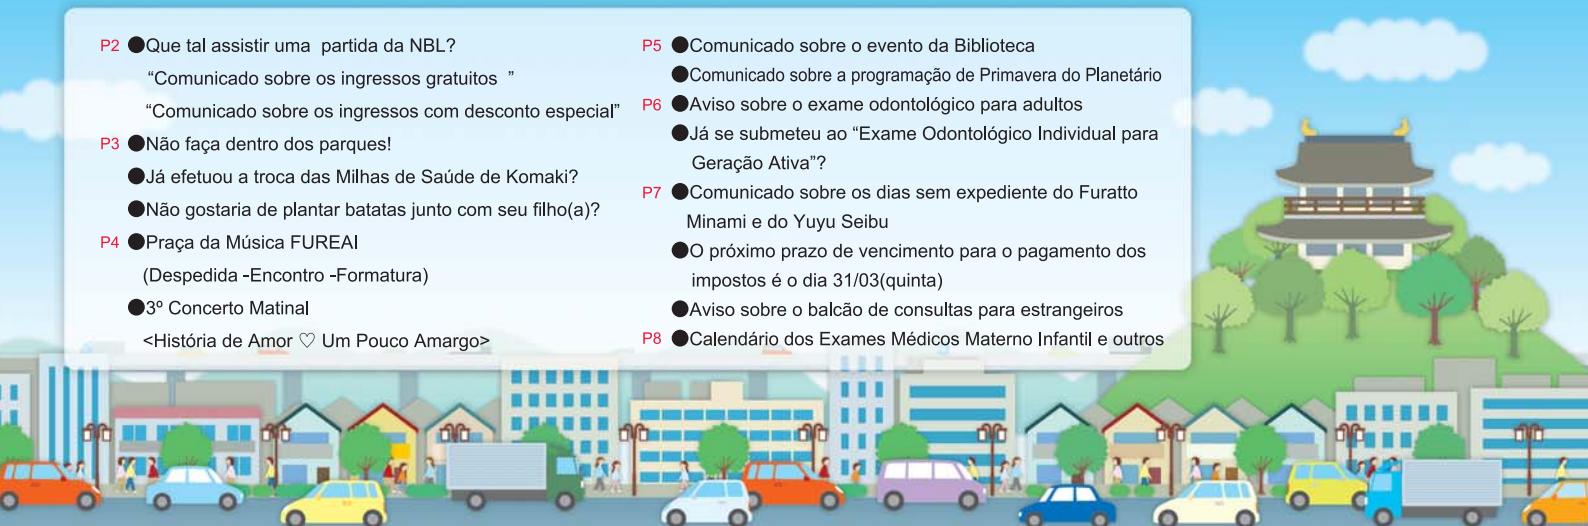 P2 ●Que tal assistir uma partida da NBL?
“Comunicado sobre os ingressos gratuitos ”
“Comunicado sobre os ingressos com desconto especial”
P3 ●Não faça dentro dos parques!
●Já efetuou a troca das Milhas de Saúde de Komaki?
●Não gostaria de plantar batatas junto com seu filho(a)?
P4 ●Praça da Música FUREAI
(Despedida -Encontro -Formatura)
●3º Concerto Matinal
<História de Amor ♡ Um Pouco Amargo>
P5 ●Comunicado sobre o evento da Biblioteca
●Comunicado sobre a programação de Primavera do Planetário
P6 ●Aviso sobre o exame odontológico para adultos
●Já se submeteu ao “Exame Odontológico Individual para
Geração Ativa”?
P7 ●Comunicado sobre os dias sem expediente do Furatto
Minami e do Yuyu Seibu
●O próximo prazo de vencimento para o pagamento dos
impostos é o dia 31/03(quinta)
●Aviso sobre o balcão de consultas para estrangeiros
P8 ●Calendário dos Exames Médicos Materno Infantil e outros